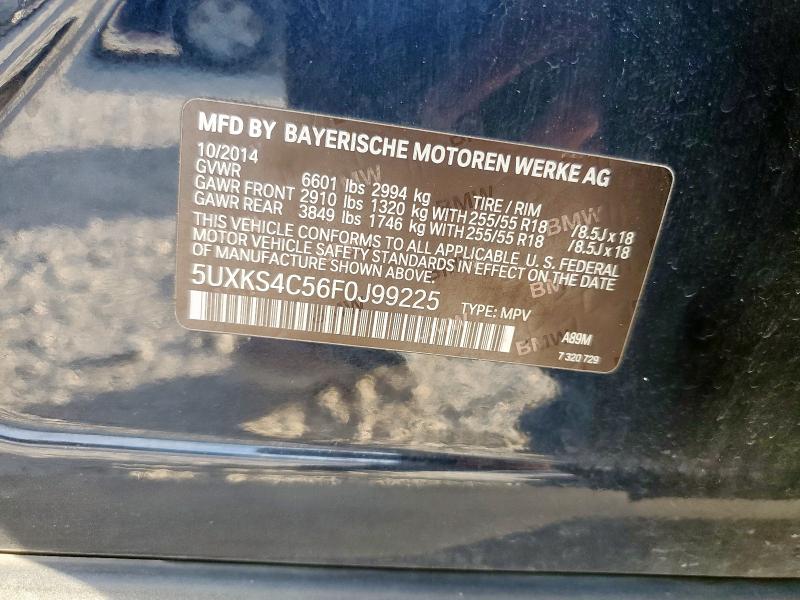 MFD BY BAYERISCHE MOTOREN WERKE AG
10/2014
GVWR 6601 lbs 2994 kg TIRE / RIM
GAWR FRONT 2910 lbs 1320 kg WITH 255/55 R18 /8.5J x 18
GAWR REAR 3849 lbs 1746 kg WITH 255/55 R18 /8.5J x 18
THIS VEHICLE CONFORMS TO ALL APPLICABLE U.S. FEDERAL
MOTOR VEHICLE SAFETY STANDARDS IN EFFECT ON THE DATE
OF MANUFACTURE SHOWN ABOVE.
5UXKS4C56F0J99225 TYPE: MPV
A89M
7 320 729